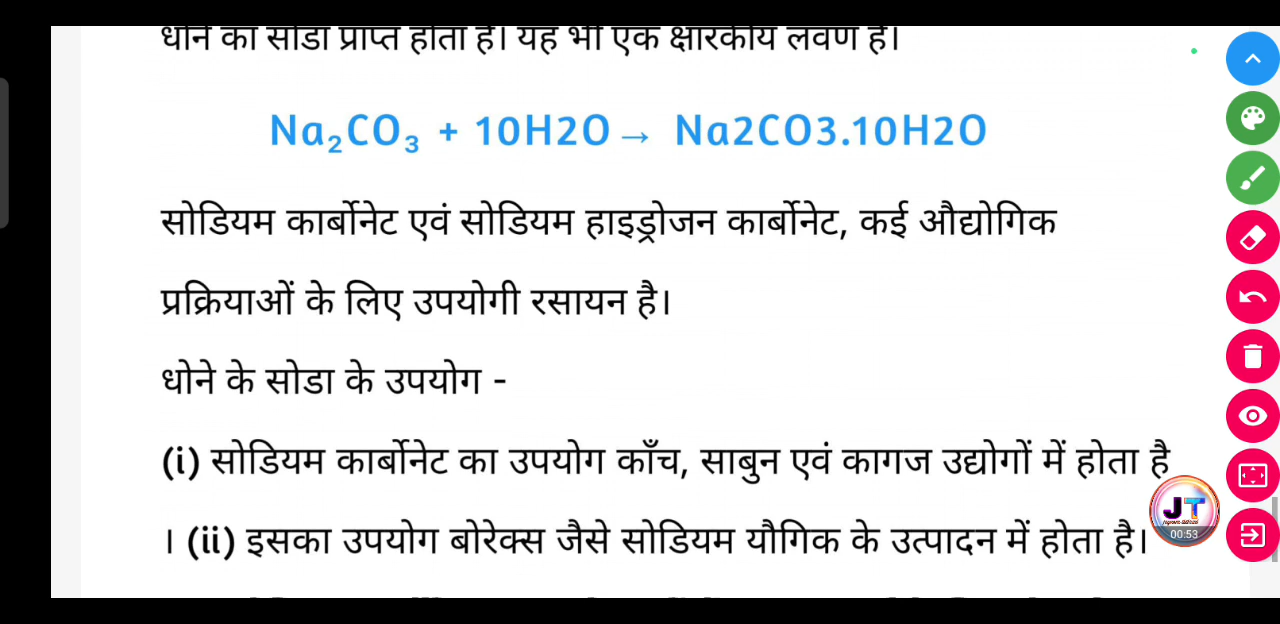 धोने का सोडा प्राप्त होता है। यह भी एक क्षारकीय लवण है।
Na₂CO₃ + 10H2O → Na2CO3.10H2O
सोडियम कार्बोनेट एवं सोडियम हाइड्रोजन कार्बोनेट, कई औद्योगिक
प्रक्रियाओं के लिए उपयोगी रसायन है।
धोने के सोडा के उपयोग -
(i) सोडियम कार्बोनेट का उपयोग काँच, साबुन एवं कागज उद्योगों में होता है
। (ii) इसका उपयोग बोरेक्स जैसे सोडियम यौगिक के उत्पादन में होता है।
JT
00:53